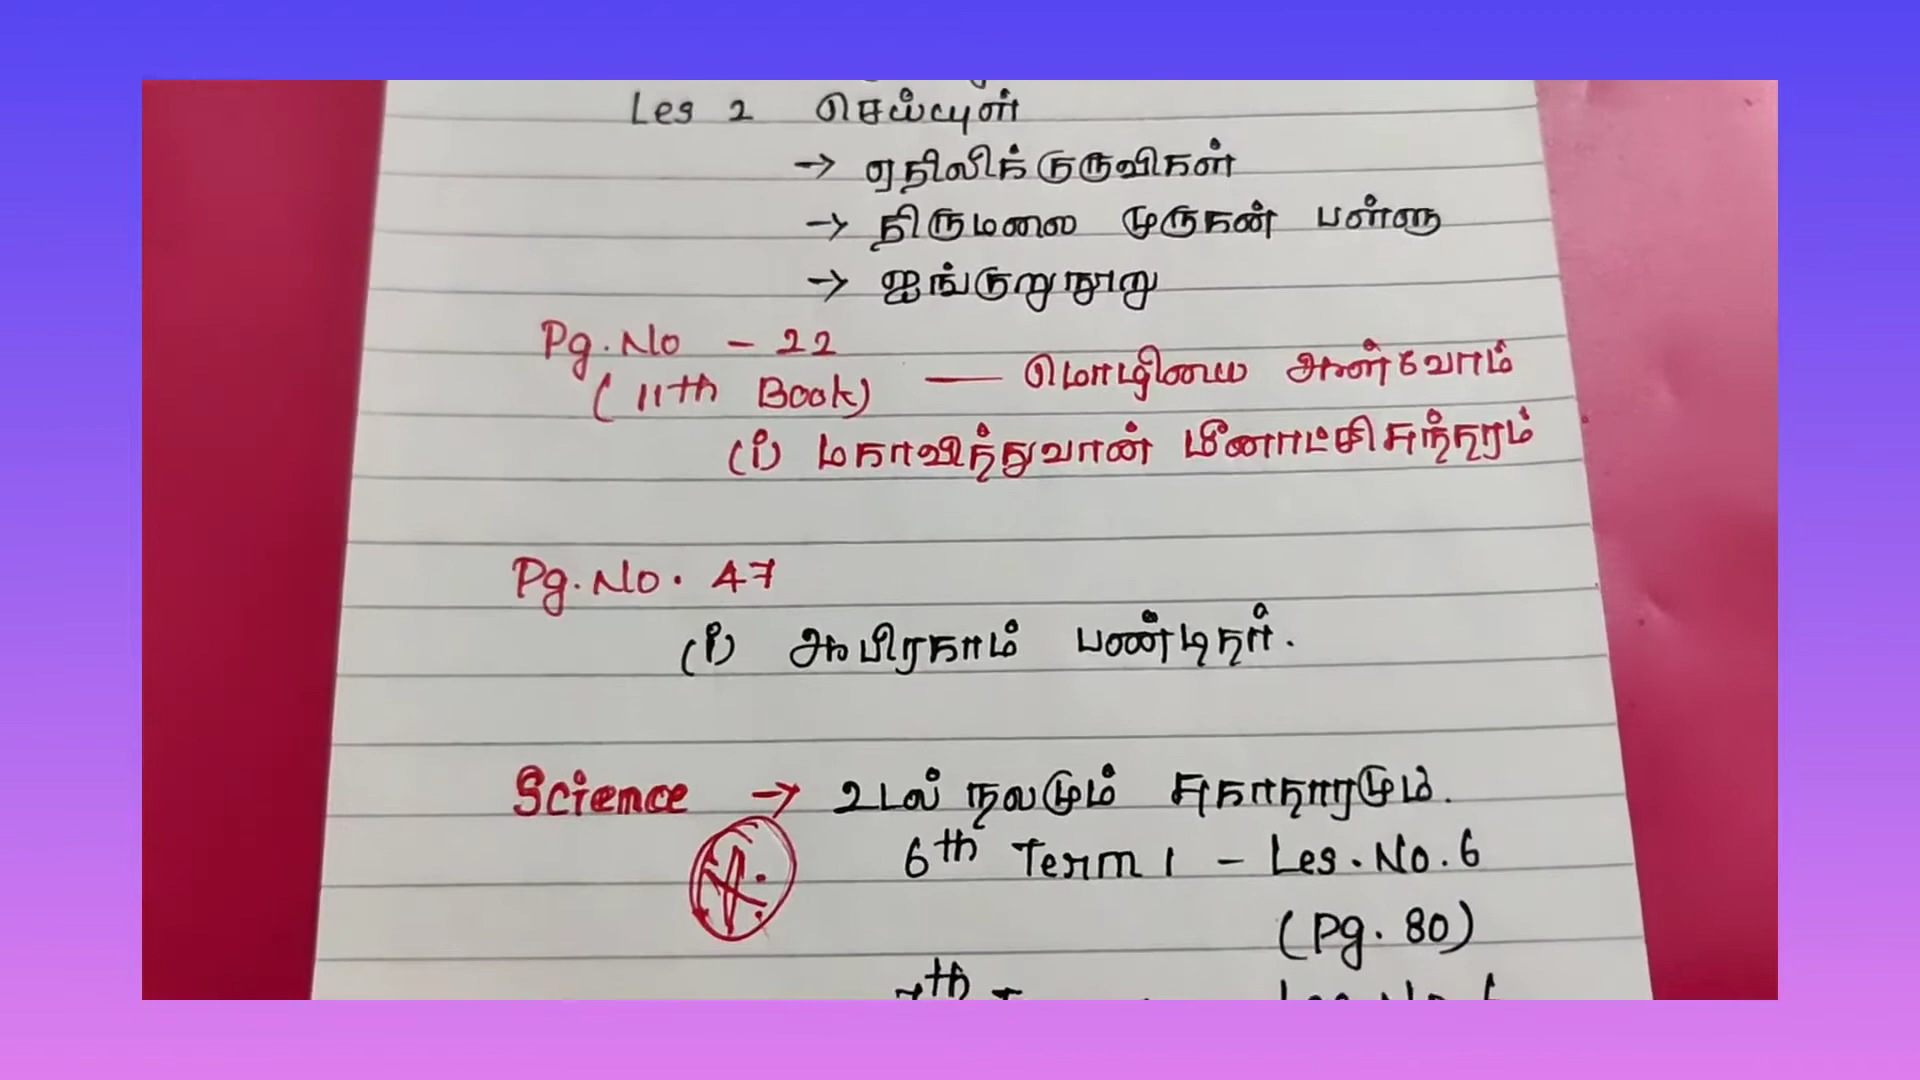 Les 2 செய்யுள்
→ ஏதிலிக் குருவிகள்
→ திருமலை முருகன் பள்ளு
→ ஐங்குறுநூறு
Pg. No - 22
(11th Book) — மொழியை ஆள்வோம்
(i) மகாவித்துவான் மீனாட்சிசுந்தரம்
Pg. No. 47
(i) ஆபிரகாம் பண்டிதர்.
Science → உடல் நலமும் சுகாதாரமும்.
6th Term 1 - Les. No. 6
(Pg. 80)